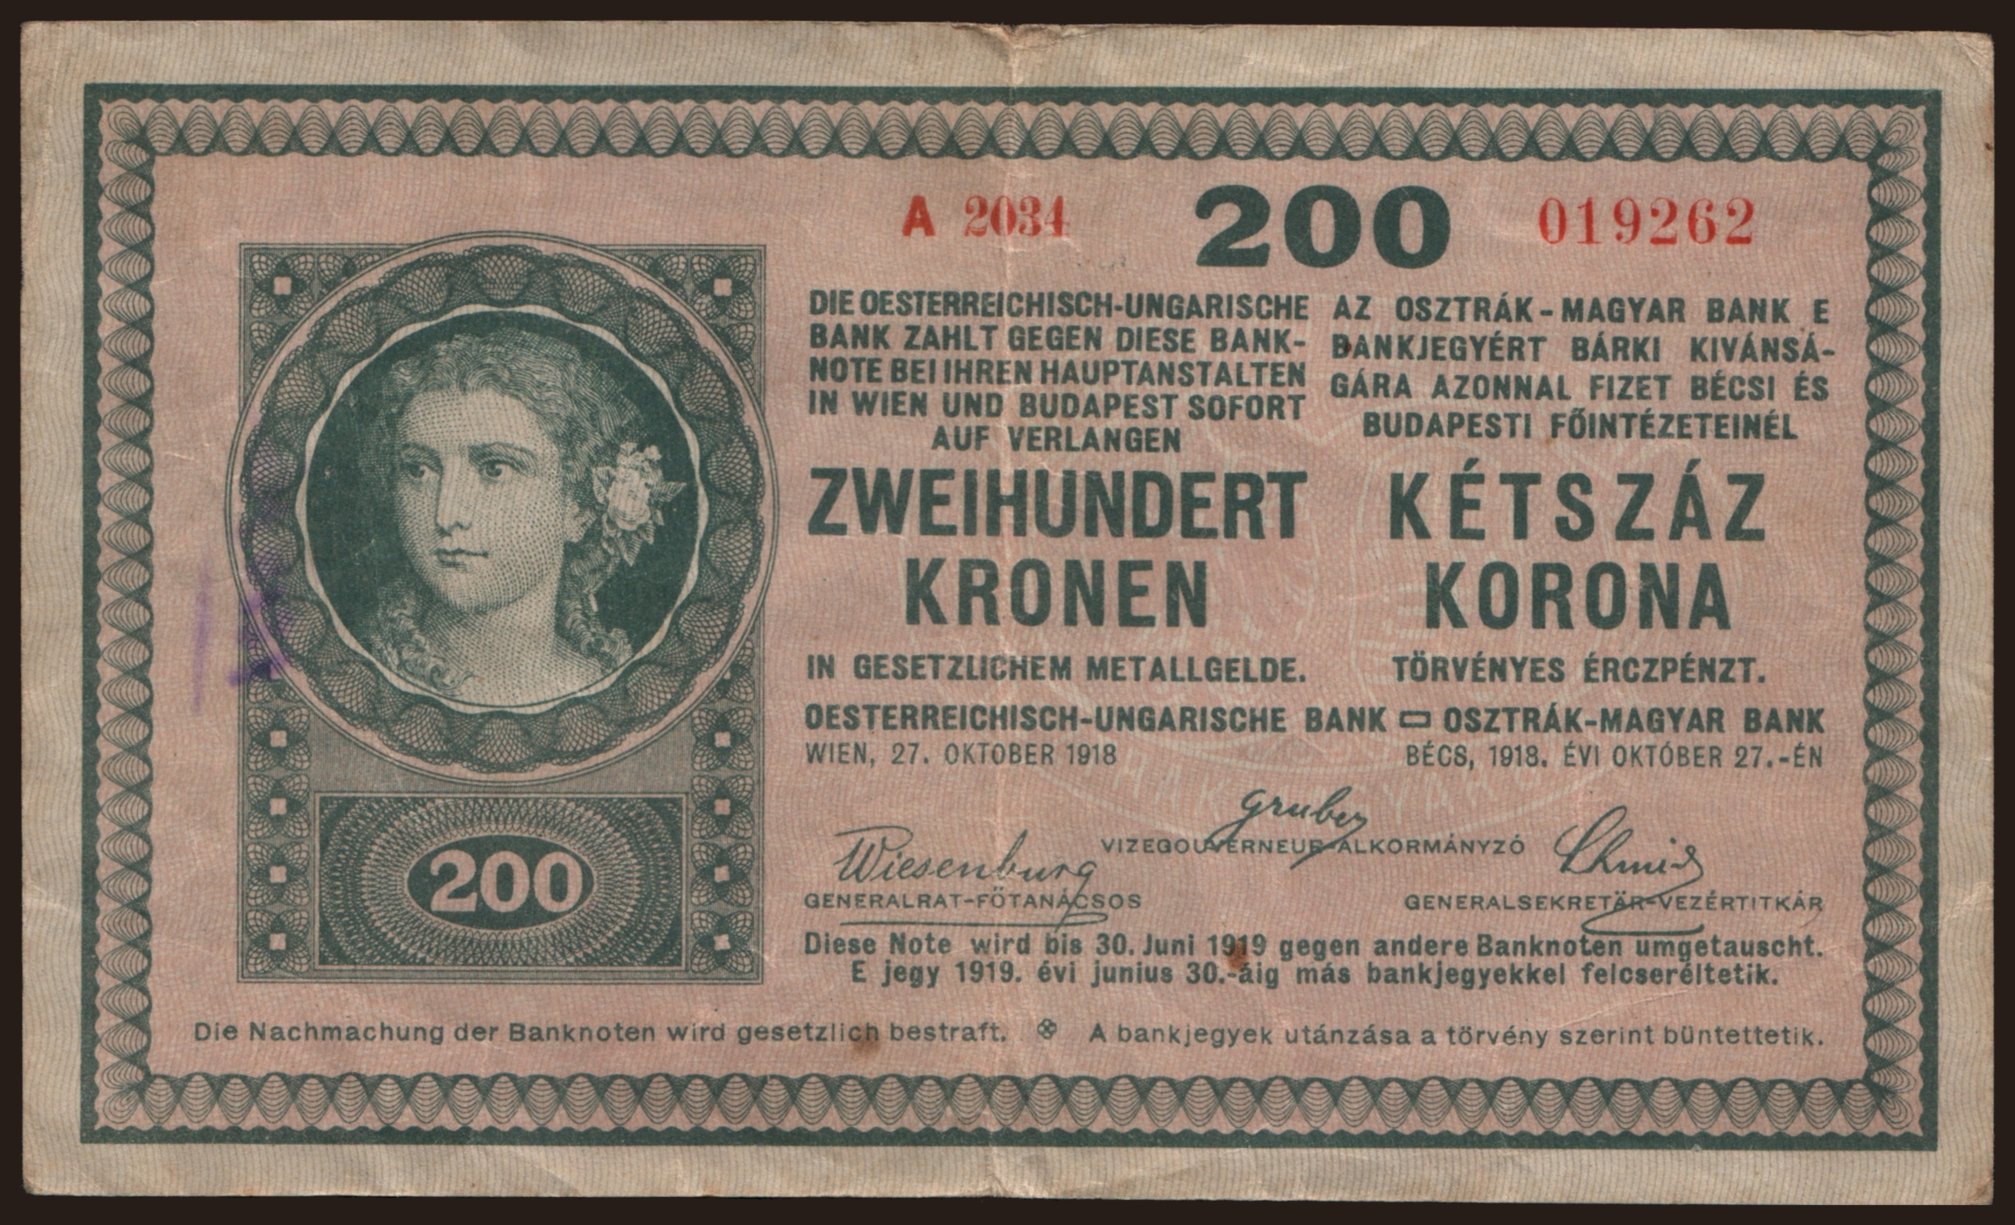 A 2034 200 019262
DIE OESTERREICHISCH-UNGARISCHE
BANK ZAHLT GEGEN DIESE BANK-
NOTE BEI IHREN HAUPTANSTALTEN
IN WIEN UND BUDAPEST SOFORT
AUF VERLANGEN
ZWEIHUNDERT
KRONEN
IN GESETZLICHEM METALLGELDE.
AZ OSZTRÁK-MAGYAR BANK E
BANKJEGYÉRT BÁRKI KIVÁNSÁ-
GÁRA AZONNAL FIZET BÉCSI ÉS
BUDAPESTI FŐINTÉZETEINÉL
KÉTSZÁZ
KORONA
TÖRVÉNYES ÉRCZPÉNZT.
OESTERREICHISCH-UNGARISCHE BANK OSZTRÁK-MAGYAR BANK
WIEN, 27. OKTOBER 1918 BÉCS, 1918. ÉVI OKTÓBER 27.-ÉN
Gruber
VIZEGOUVERNEUR-ALKORMÁNYZÓ
Wiesenburg
GENERALRAT-FŐTANÁCSOS
Schmid
GENERALSEKRETÄR-VEZÉRTITKÁR
200
Diese Note wird bis 30. Juni 1919 gegen andere Banknoten umgetauscht.
E jegy 1919. évi junius 30.-áig más bankjegyekkel felcseréltetik.
Die Nachmachung der Banknoten wird gesetzlich bestraft. A bankjegyek utánzása a törvény szerint büntettetik.